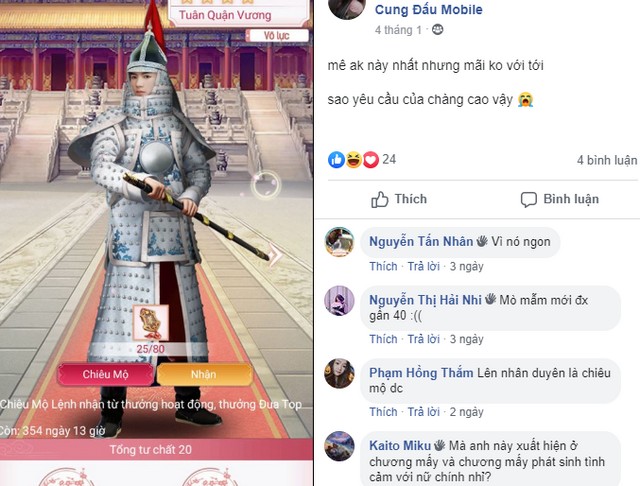 Tuân Quận Vương
Võ lực
25/80
Chiêu Mộ
Nhận
Chiêu Mộ Lệnh nhận từ thưởng hoạt động, thưởng Đua Top
Còn: 354 ngày 13 giờ
Tổng tư chất 20
Cung Đấu Mobile
4 tháng 1 ·
mê ak này nhất nhưng mãi ko với tới
sao yêu cầu của chàng cao vậy 😭
24
4 bình luận
Thích
Bình luận
Nguyễn Tấn Nhân Vì nó ngon
Thích · Trả lời · 3 ngày
Nguyễn Thị Hải Nhi Mò mẫm mới đx
gần 40 :((
Thích · Trả lời · 3 ngày
Phạm Hồng Thắm Lên nhân duyên là chiêu
mộ dc
Thích · Trả lời · 2 ngày
Kaito Miku Mà anh này xuất hiện ở
chương mấy và chương mấy phát sinh tình
cảm với nữ chính nhỉ?